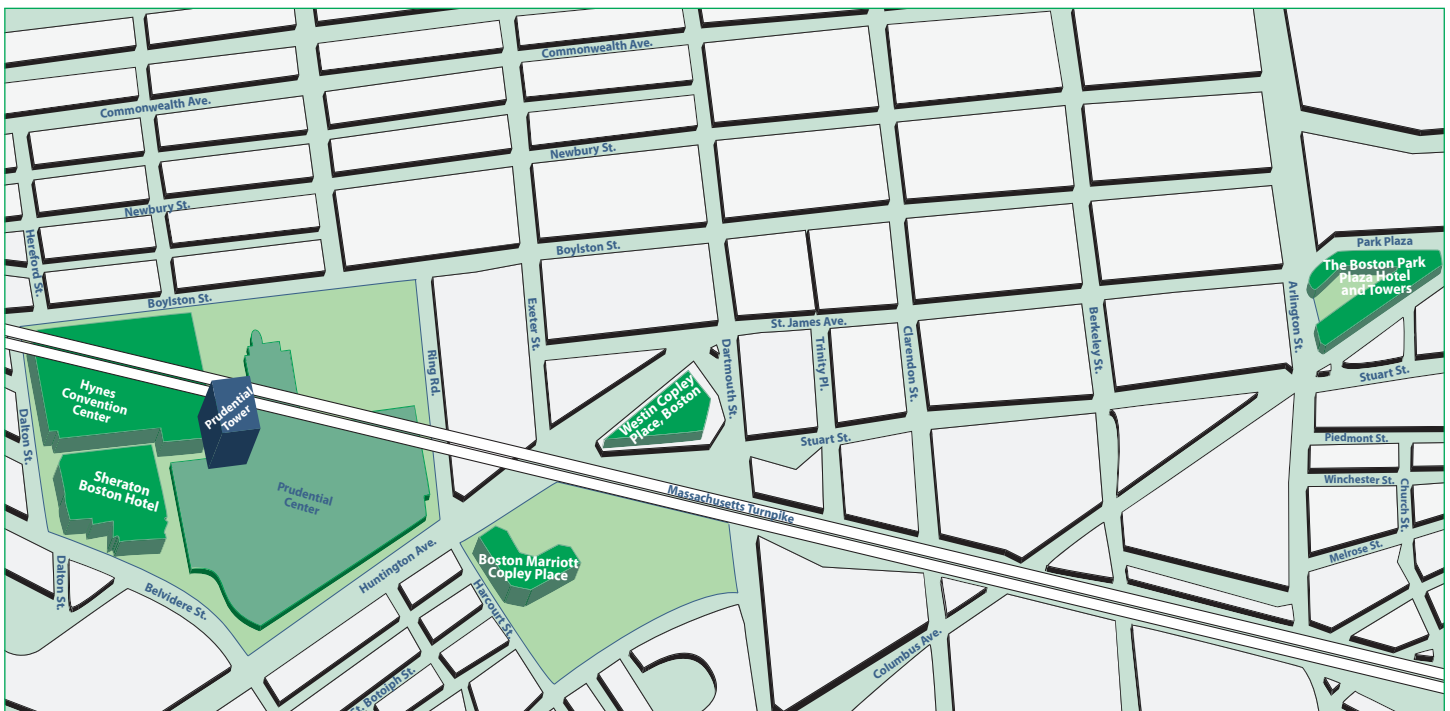 Commonwealth Ave.
Commonwealth Ave.
Newbury St.
Newbury St.
Hereford St.
Boylston St.
Boylston St.
Park Plaza
The Boston Park
Plaza Hotel
and Towers
Arlington St.
St. James Ave.
Exeter St.
Ring Rd.
Dartmouth St.
Trinity Pl.
Clarendon St.
Berkeley St.
Stuart St.
Hynes
Convention
Center
Prudential
Tower
Westin Copley
Place, Boston
Dalton St.
Stuart St.
Piedmont St.
Winchester St.
Church St.
Sheraton
Boston Hotel
Prudential
Center
Massachusetts Turnpike
Melrose St.
Dalton St.
Belvidere St.
Huntington Ave.
Boston Marriott
Copley Place
Harcourt St.
Columbus Ave.
St. Botolph St.